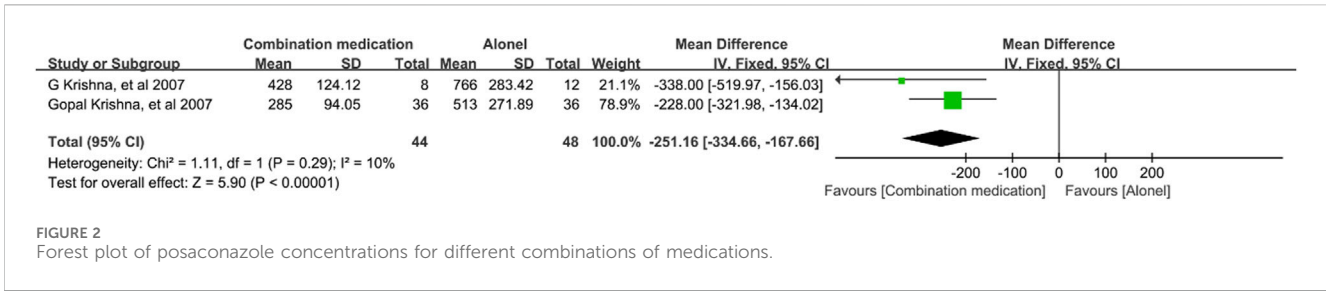 Combination medication Alonel Mean Difference Mean Difference
Study or Subgroup Mean SD Total Mean SD Total Weight IV, Fixed, 95% CI IV, Fixed, 95% CI
G Krishna, et al 2007 428 124.12 8 766 283.42 12 21.1% -338.00 [-519.97, -156.03]
Gopal Krishna, et al 2007 285 94.05 36 513 271.89 36 78.9% -228.00 [-321.98, -134.02]
Total (95% CI) 44 48 100.0% -251.16 [-334.66, -167.66]
Heterogeneity: Chi² = 1.11, df = 1 (P = 0.29); I² = 10%
Test for overall effect: Z = 5.90 (P < 0.00001)
-200 -100 0 100 200
Favours [Combination medication] Favours [Alonel]
FIGURE 2
Forest plot of posaconazole concentrations for different combinations of medications.